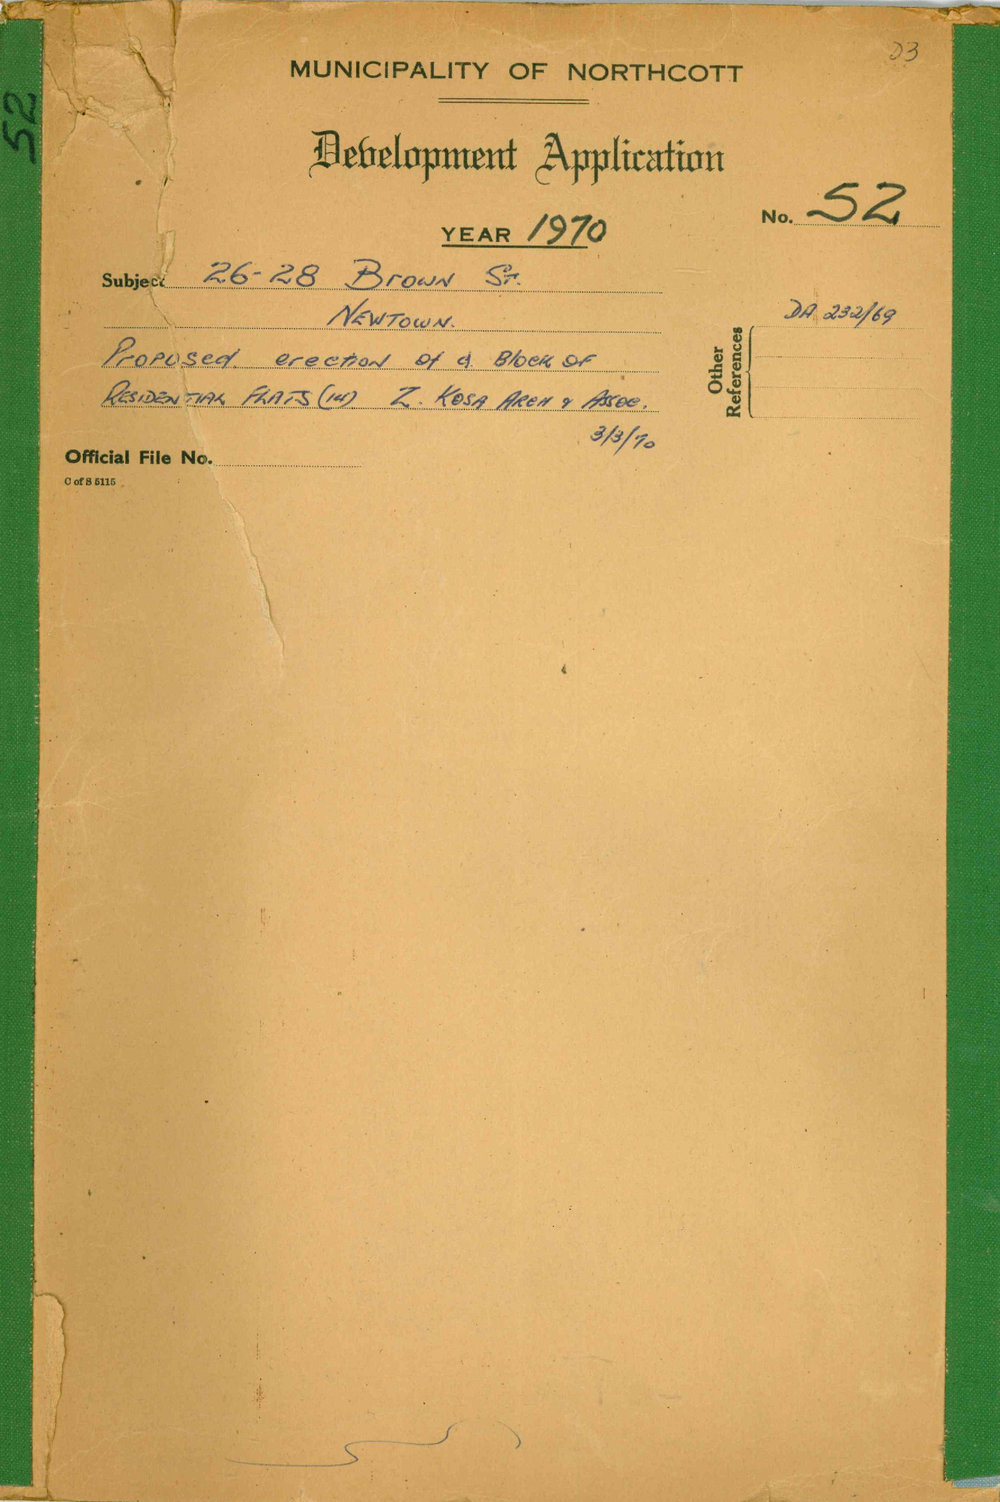 D3
52
MUNICIPALITY OF NORTHCOTT
Development Application
No. 52
YEAR 1970
Subject 26-28 Brown St.
Newtown.
Proposed erection of a Block of
Residential Flats (14) Z. Kosa Arch & Assoc.
3/3/70
Other References
DA 232/69
Official File No.
C of S 5115